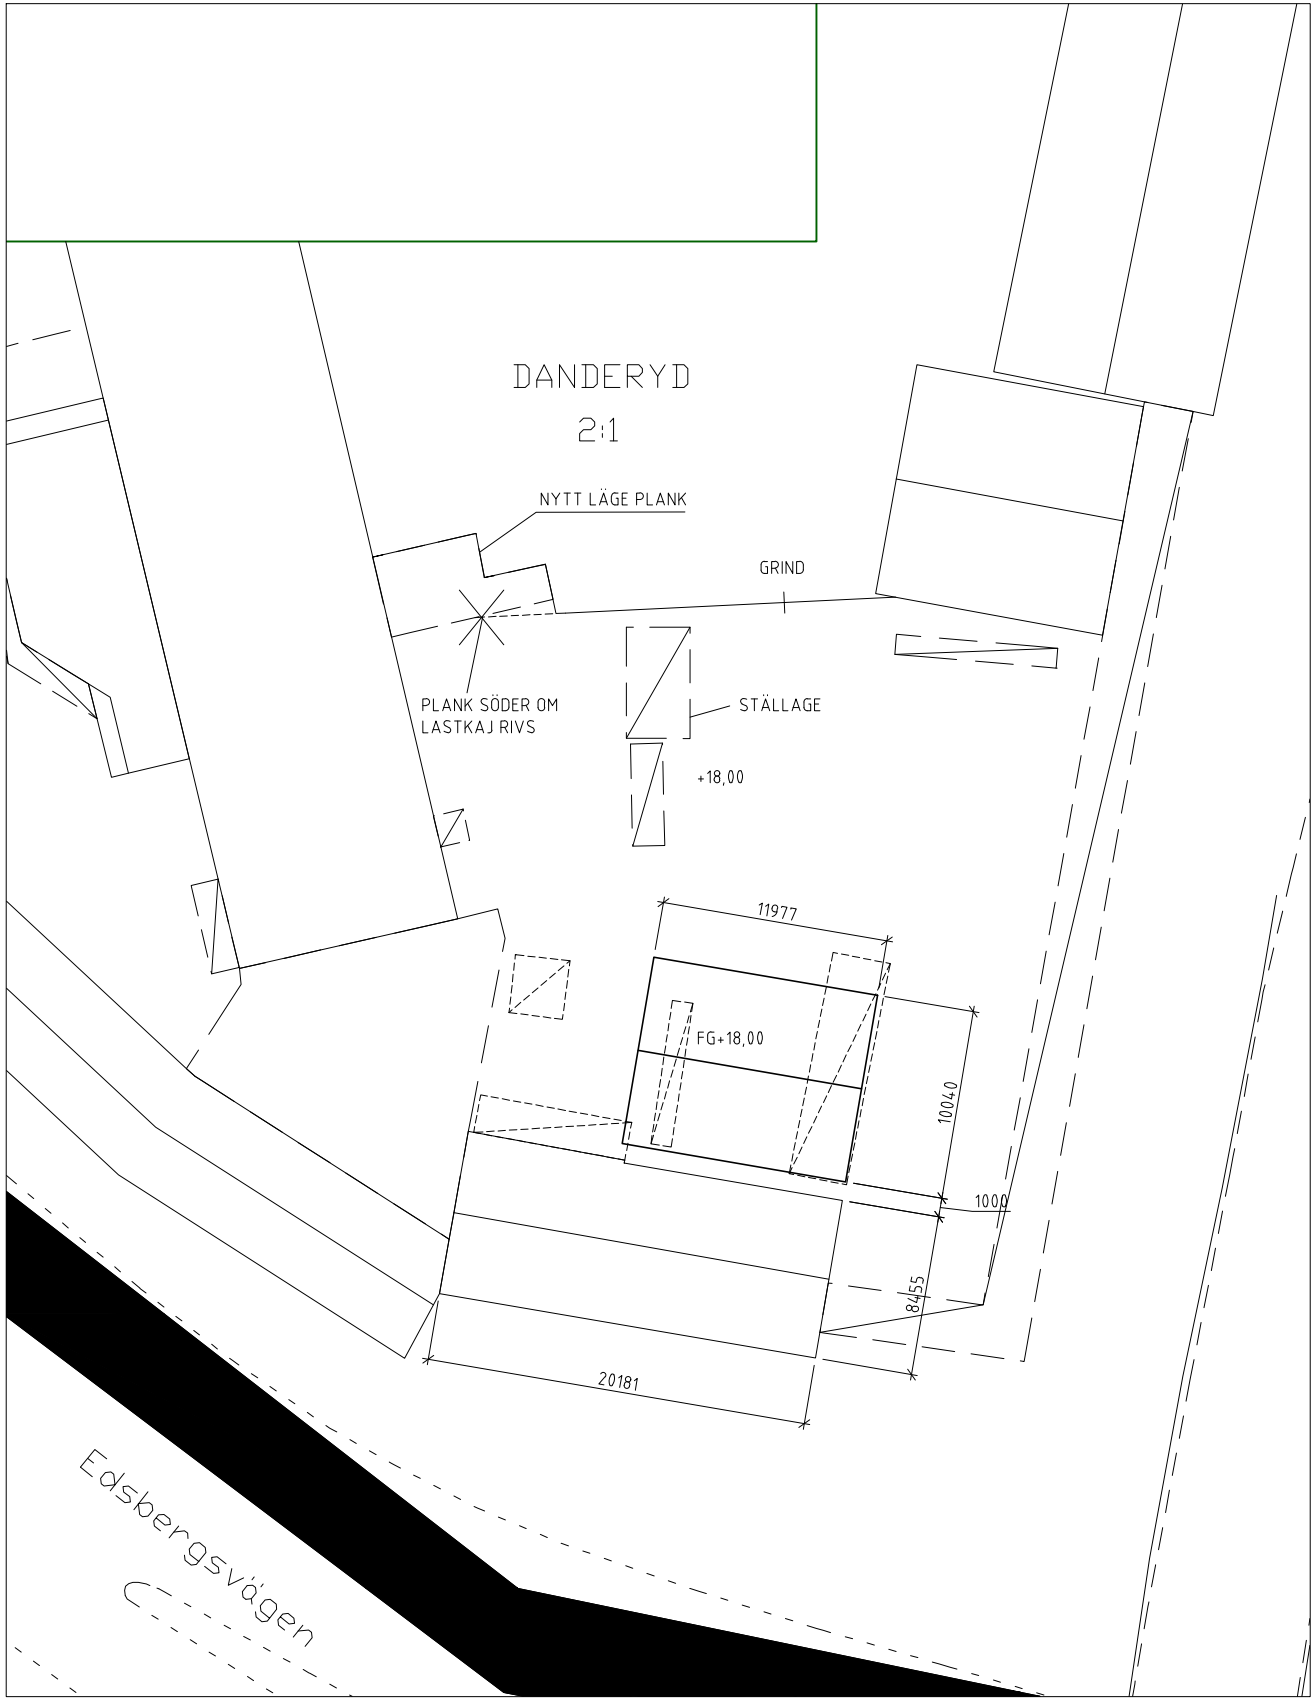 DANDERYD
2:1
NYTT LÄGE PLANK
GRIND
PLANK SÖDER OM
LASTKAJ RIVS
STÄLLAGE
+18,00
11977
FG+18,00
10040
1000
8455
20181
Edsbergsvägen